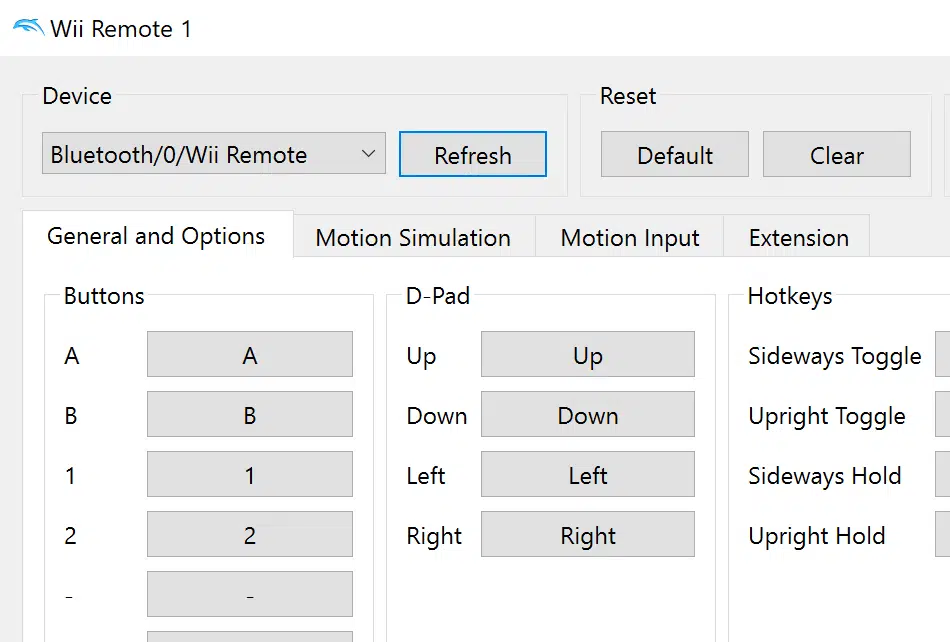 Wii Remote 1
Device
Reset
Bluetooth/0/Wii Remote
Refresh
Default
Clear
General and Options
Motion Simulation
Motion Input
Extension
Buttons
D-Pad
Hotkeys
A
A
Up
Up
Sideways Toggle
B
B
Down
Down
Upright Toggle
1
1
Left
Left
Sideways Hold
2
2
Right
Right
Upright Hold
-
-